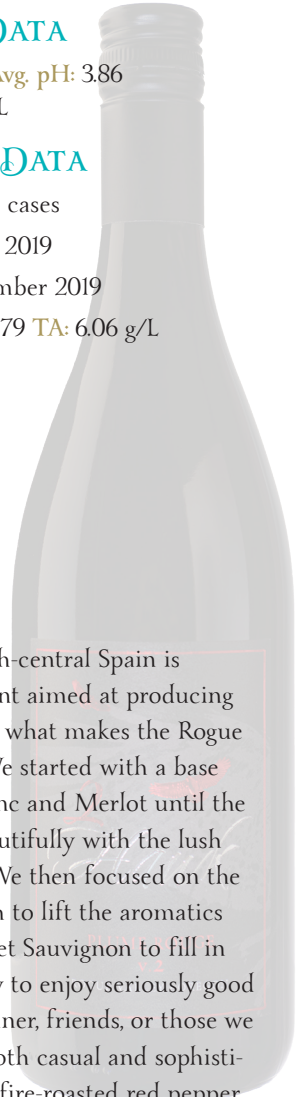 DATA
Avg. pH: 3.86
L
DATA
cases
2019
mber 2019
79 TA: 6.06 g/L
h-central Spain is
nt aimed at producing
what makes the Rogue
We started with a base
nc and Merlot until the
utifully with the lush
We then focused on the
n to lift the aromatics
et Sauvignon to fill in
y to enjoy seriously good
ner, friends, or those we
oth casual and sophisti-
fire-roasted red pepper